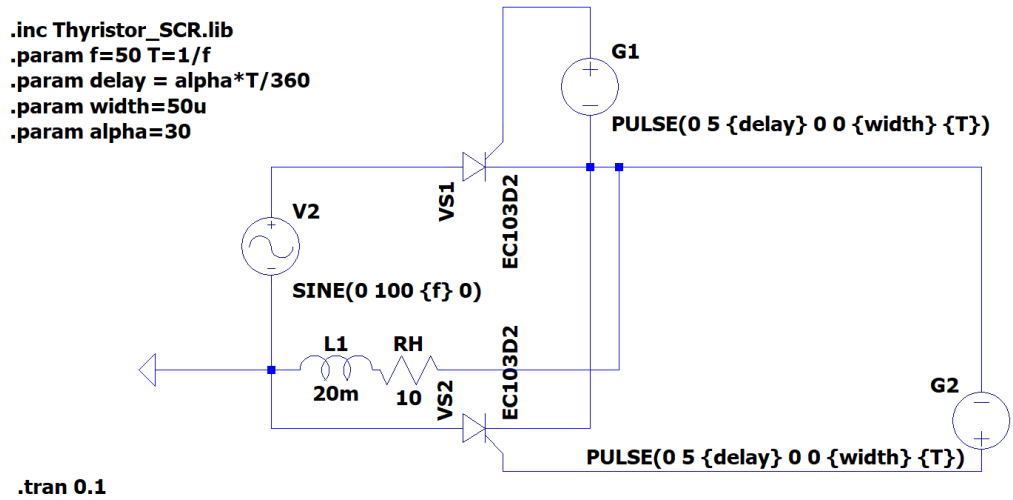 .inc Thyristor_SCR.lib
.param f=50 T=1/f
.param delay = alpha*T/360
.param width=50u
.param alpha=30
G1
PULSE(0 5 {delay} 0 0 {width} {T})
VS1
EC103D2
V2
SINE(0 100 {f} 0)
L1
20m
RH
10
VS2
EC103D2
G2
PULSE(0 5 {delay} 0 0 {width} {T})
.tran 0.1